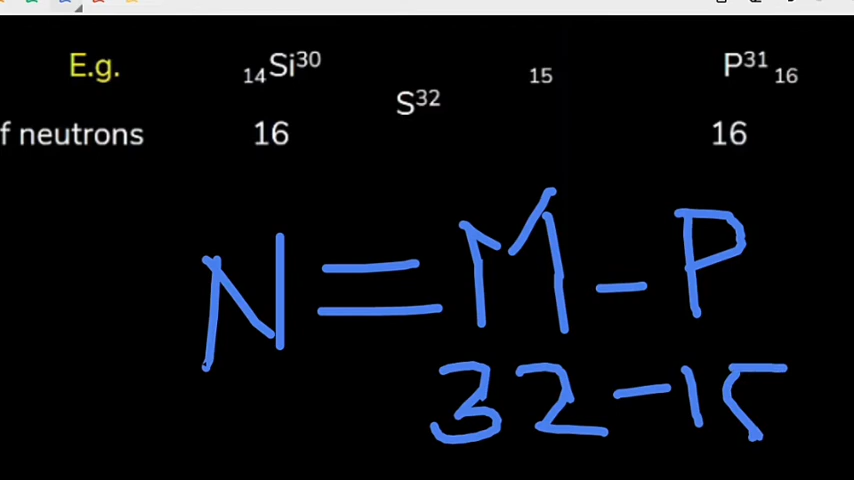 E.g. ₁₄Si³⁰ S³² ₁₅ P³¹ ₁₆
f neutrons 16 16
N = M - P
32 - 15